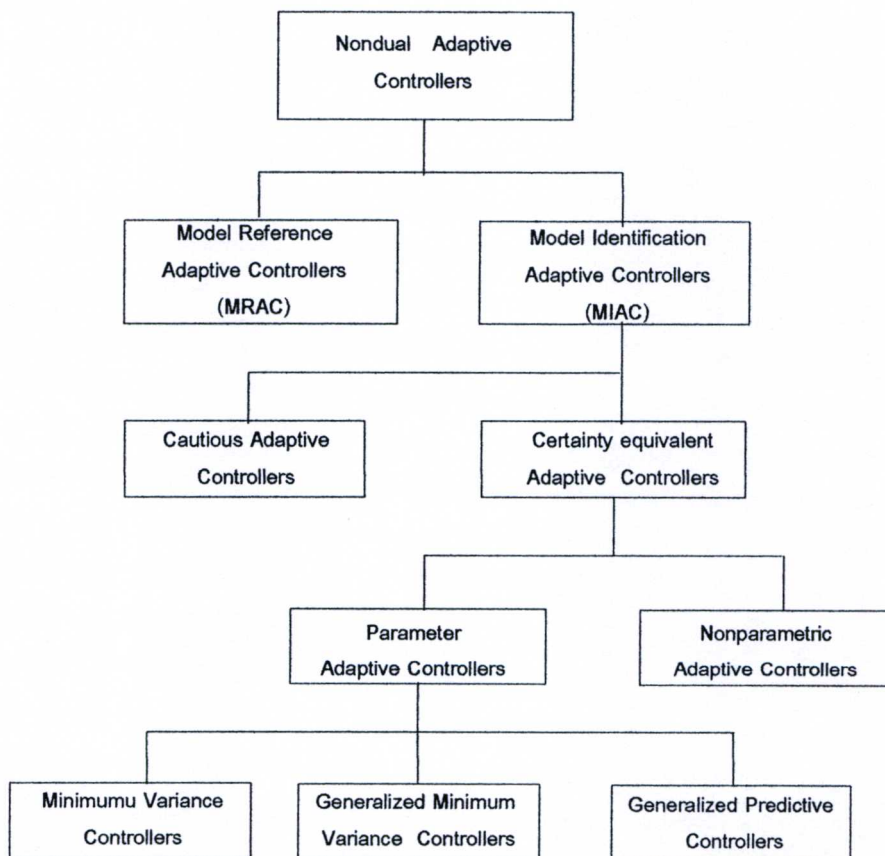 Nondual Adaptive
Controllers
Model Reference
Adaptive Controllers
(MRAC)
Model Identification
Adaptive Controllers
(MIAC)
Cautious Adaptive
Controllers
Certainty equivalent
Adaptive Controllers
Parameter
Adaptive Controllers
Nonparametric
Adaptive Controllers
Minimumu Variance
Controllers
Generalized Minimum
Variance Controllers
Generalized Predictive
Controllers